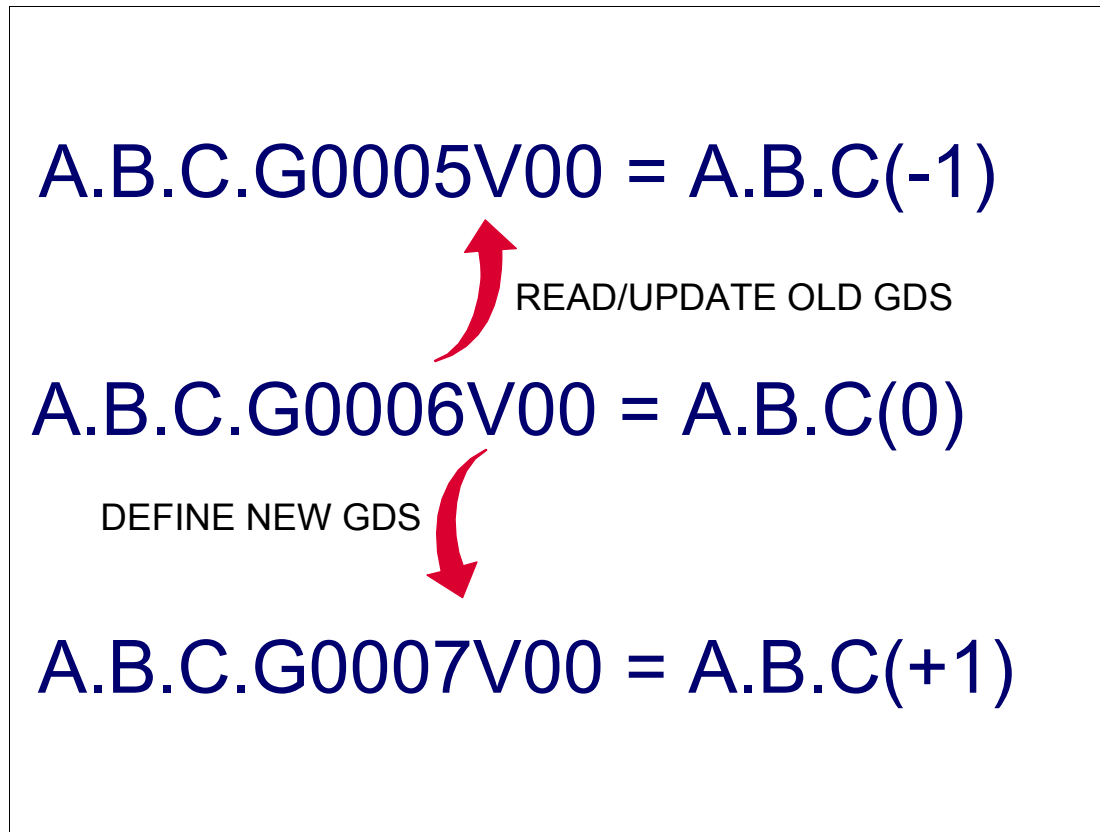 A.B.C.G0005V00 = A.B.C(-1)
READ/UPDATE OLD GDS
A.B.C.G0006V00 = A.B.C(0)
DEFINE NEW GDS
A.B.C.G0007V00 = A.B.C(+1)